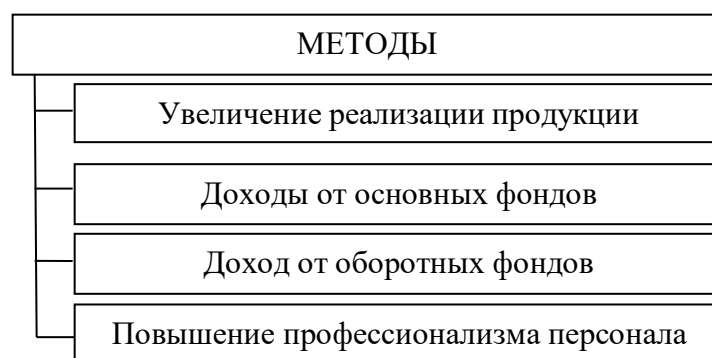 МЕТОДЫ
Увеличение реализации продукции
Доходы от основных фондов
Доход от оборотных фондов
Повышение профессионализма персонала